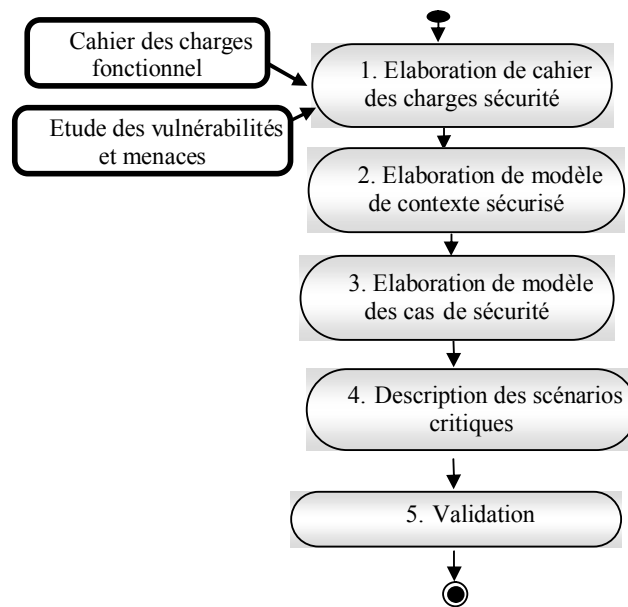 Cahier des charges
fonctionnel
Etude des vulnérabilités
et menaces
1. Elaboration de cahier
des charges sécurité
2. Elaboration de modèle
de contexte sécurisé
3. Elaboration de modèle
des cas de sécurité
4. Description des scénarios
critiques
5. Validation